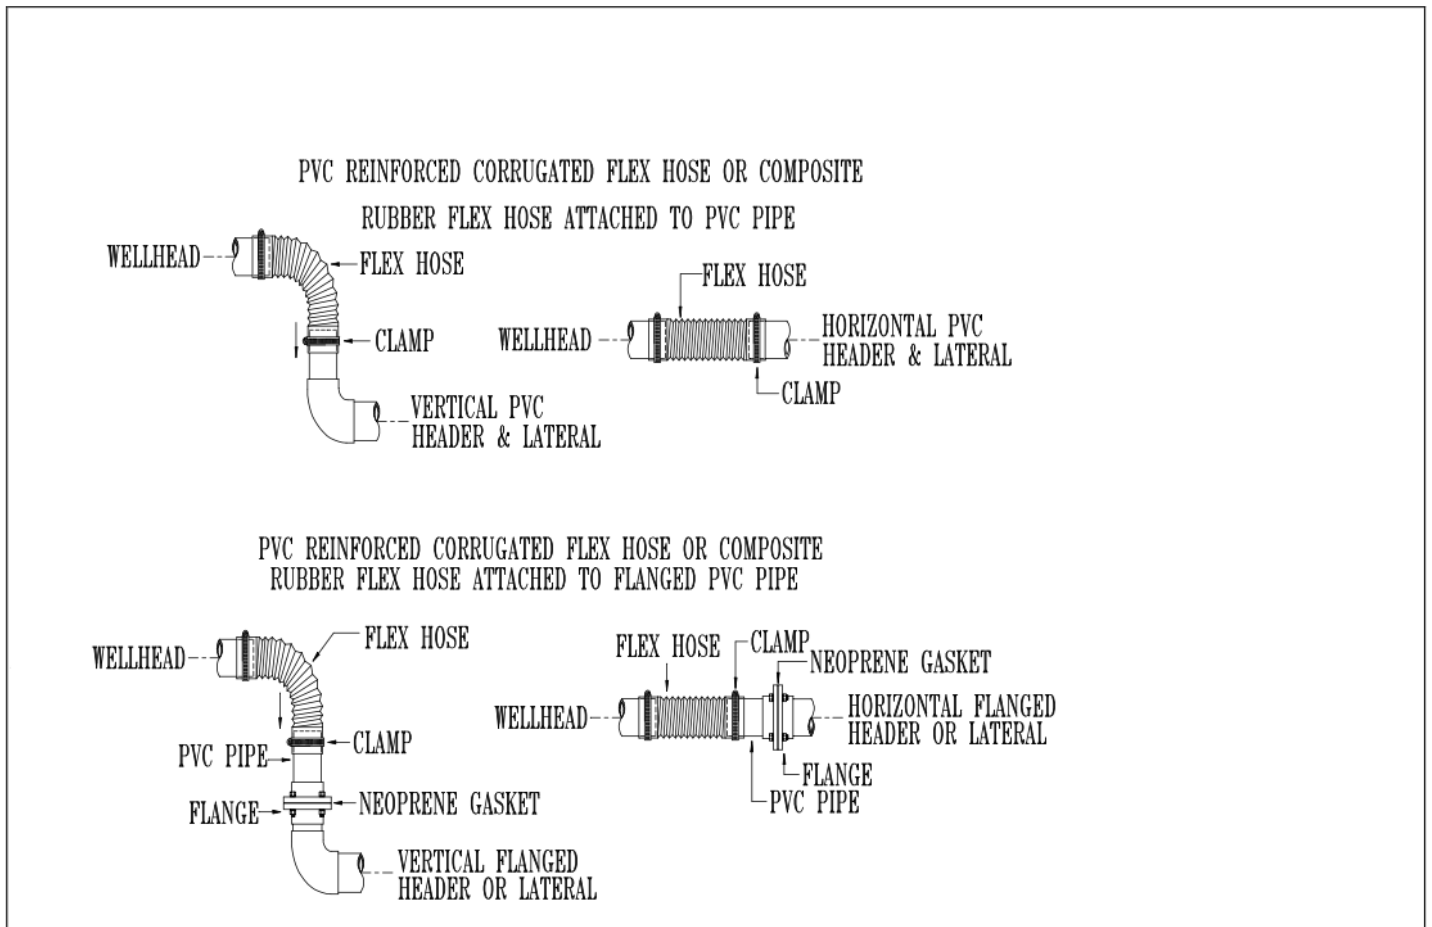 PVC REINFORCED CORRUGATED FLEX HOSE OR COMPOSITE
RUBBER FLEX HOSE ATTACHED TO PVC PIPE
WELLHEAD
FLEX HOSE
CLAMP
VERTICAL PVC
HEADER & LATERAL
FLEX HOSE
WELLHEAD
HORIZONTAL PVC
HEADER & LATERAL
CLAMP
PVC REINFORCED CORRUGATED FLEX HOSE OR COMPOSITE
RUBBER FLEX HOSE ATTACHED TO FLANGED PVC PIPE
FLEX HOSE
WELLHEAD
CLAMP
PVC PIPE
NEOPRENE GASKET
FLANGE
VERTICAL FLANGED
HEADER OR LATERAL
FLEX HOSE
CLAMP
NEOPRENE GASKET
WELLHEAD
HORIZONTAL FLANGED
HEADER OR LATERAL
FLANGE
PVC PIPE